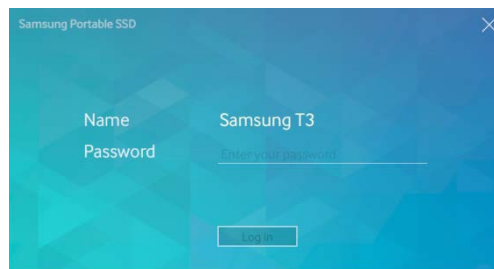 Samsung Portable SSD
Name Samsung T3
Password Enter your password
Log in